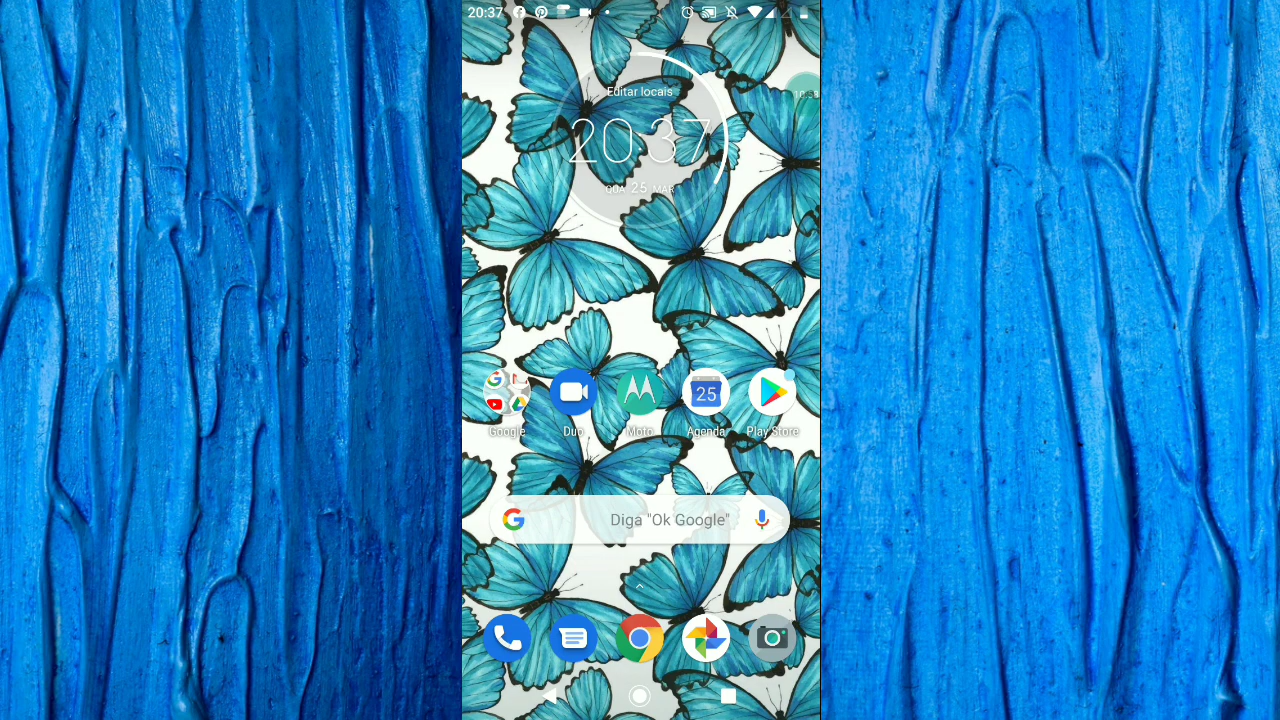 20:37
Editar locais
20:37
QUA 25 MAR
25
Google
Duo
Moto
Agenda
Play Store
Diga "Ok Google"